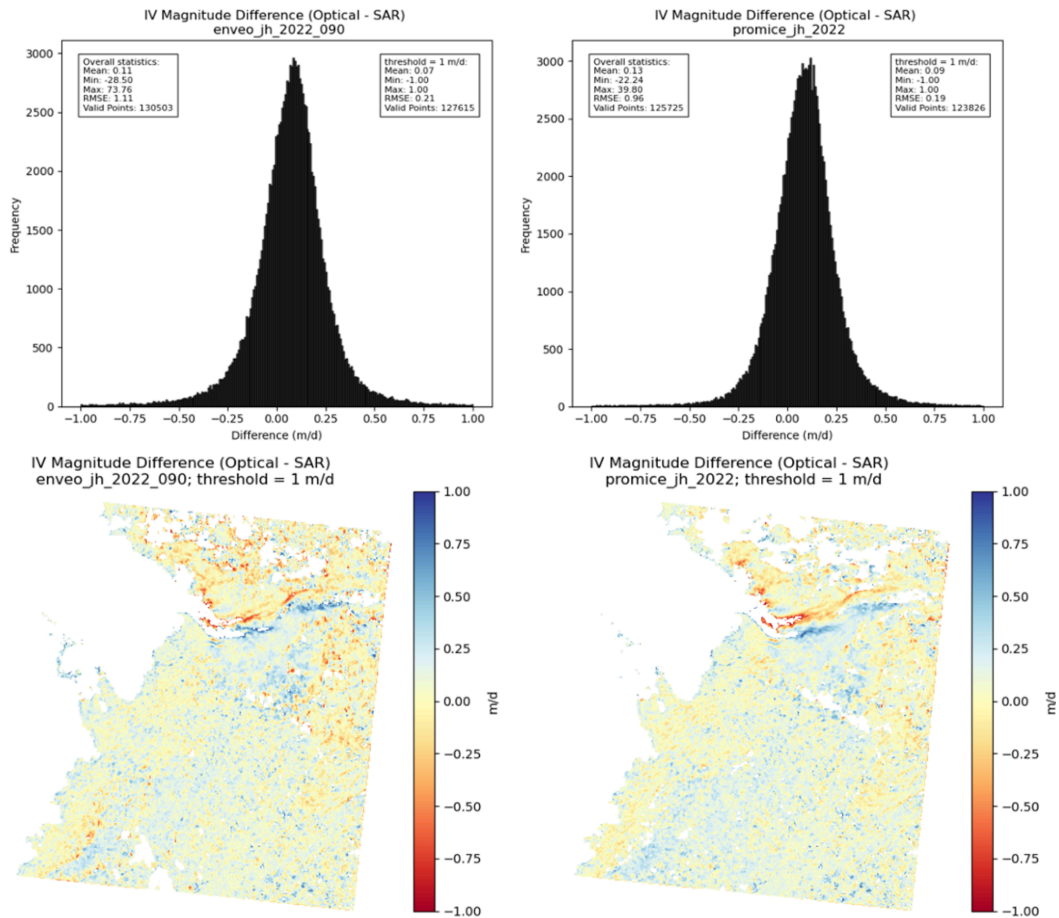 IV Magnitude Difference (Optical - SAR)
enveo_jh_2022_090
Overall statistics:
Mean: 0.11
Min: -28.50
Max: 73.76
RMSE: 1.11
Valid Points: 130503
threshold = 1 m/d:
Mean: 0.07
Min: -1.00
Max: 1.00
RMSE: 0.21
Valid Points: 127615
3000
2500
2000
1500
1000
500
0
Frequency
−1.00 −0.75 −0.50 −0.25 0.00 0.25 0.50 0.75 1.00
Difference (m/d)
IV Magnitude Difference (Optical - SAR)
promice_jh_2022
Overall statistics:
Mean: 0.13
Min: -22.24
Max: 39.80
RMSE: 0.96
Valid Points: 125725
threshold = 1 m/d:
Mean: 0.09
Min: -1.00
Max: 1.00
RMSE: 0.19
Valid Points: 123826
3000
2500
2000
1500
1000
500
0
Frequency
−1.00 −0.75 −0.50 −0.25 0.00 0.25 0.50 0.75 1.00
Difference (m/d)
IV Magnitude Difference (Optical - SAR)
enveo_jh_2022_090; threshold = 1 m/d
1.00
0.75
0.50
0.25
0.00
−0.25
−0.50
−0.75
−1.00
m/d
IV Magnitude Difference (Optical - SAR)
promice_jh_2022; threshold = 1 m/d
1.00
0.75
0.50
0.25
0.00
−0.25
−0.50
−0.75
−1.00
m/d